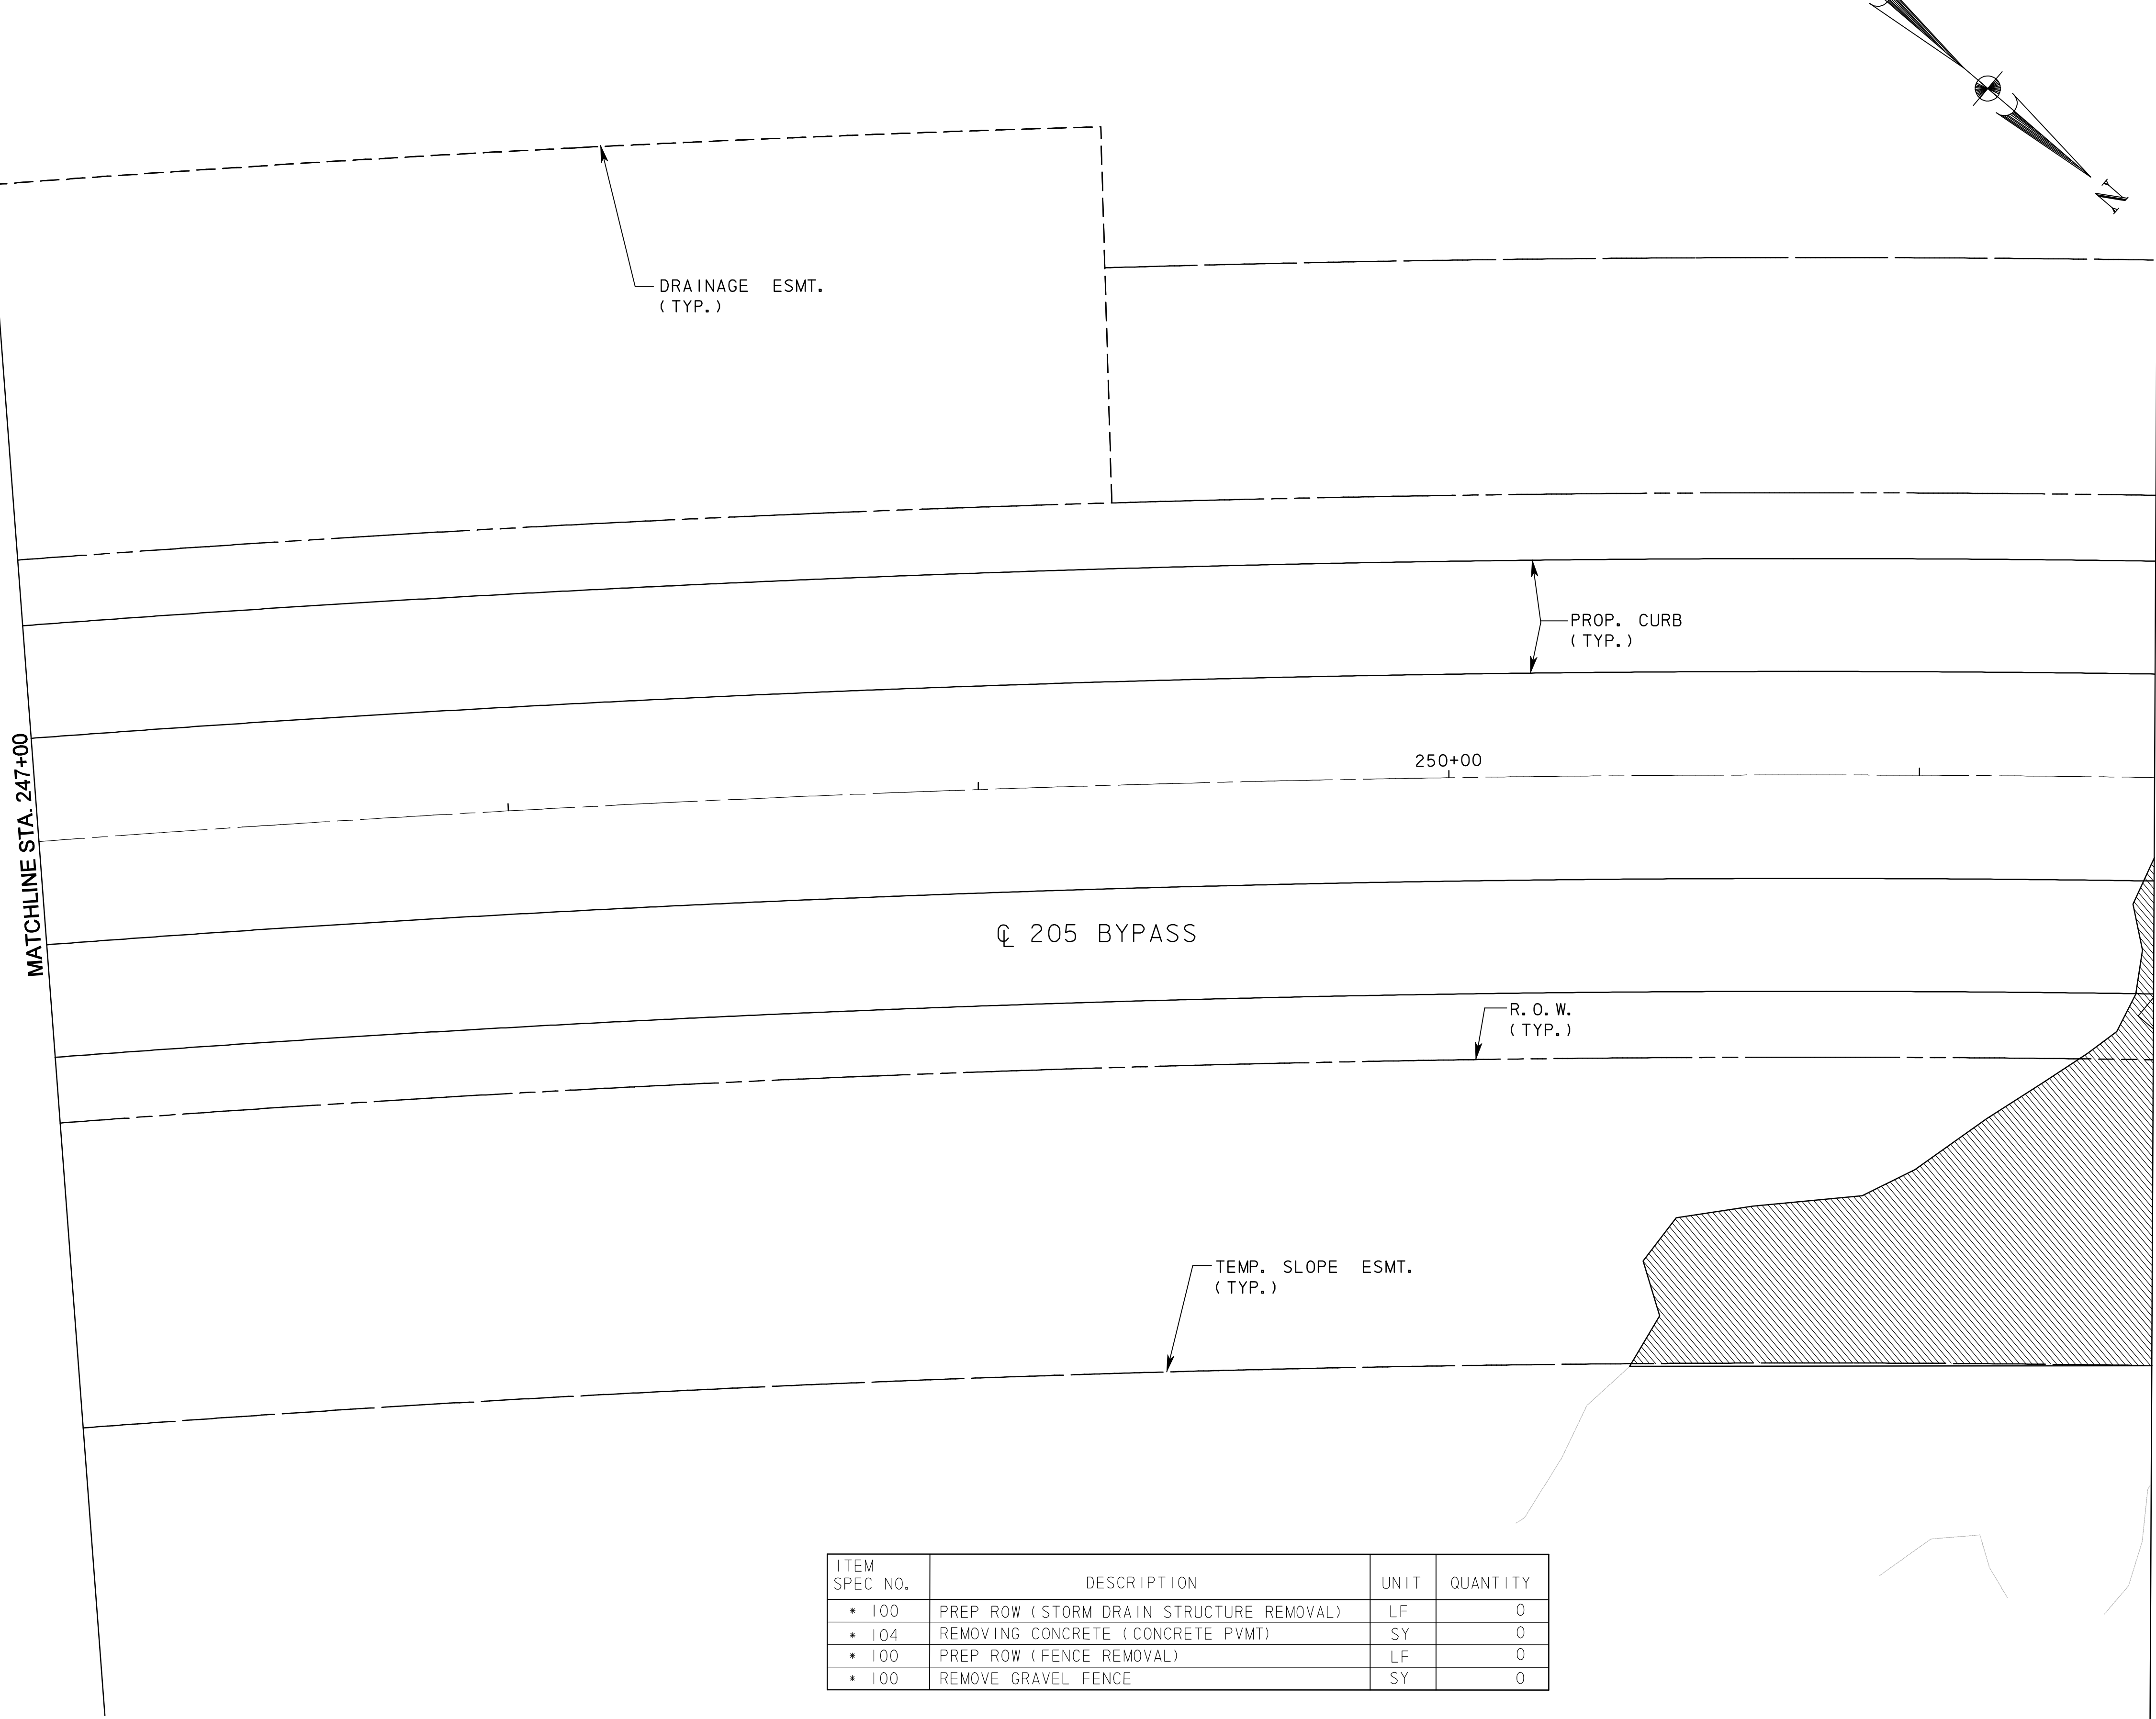 N
DRAINAGE ESMT.
(TYP.)
PROP. CURB
(TYP.)
250+00
MATCHLINE STA. 247+00
℄ 205 BYPASS
R.O.W.
(TYP.)
TEMP. SLOPE ESMT.
(TYP.)
ITEM
SPEC NO. DESCRIPTION UNIT QUANTITY
* 100 PREP ROW (STORM DRAIN STRUCTURE REMOVAL) LF 0
* 104 REMOVING CONCRETE (CONCRETE PVMT) SY 0
* 100 PREP ROW (FENCE REMOVAL) LF 0
* 100 REMOVE GRAVEL FENCE SY 0